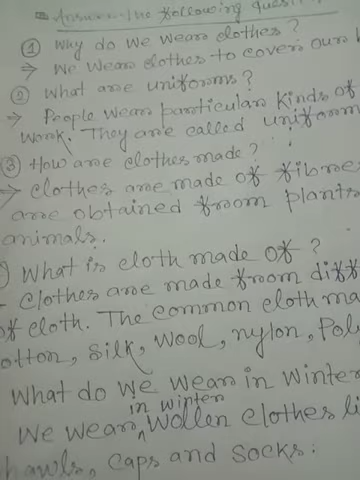 Answer the following
① Why do we wear clothes?
→ We wear clothes to cover our
② What are uniforms?
→ People wear particular kinds of
work. They are called uniform
③ How are clothes made?
→ clothes are made of fibre
are obtained from plants
animals.
What is cloth made of?
- Clothes are made from diff
of cloth. The common cloth ma
otton, silk, wool, nylon, Pol
What do we wear in winter
in winter
We wear ^ Wollen clothes li
hawls, caps and socks.